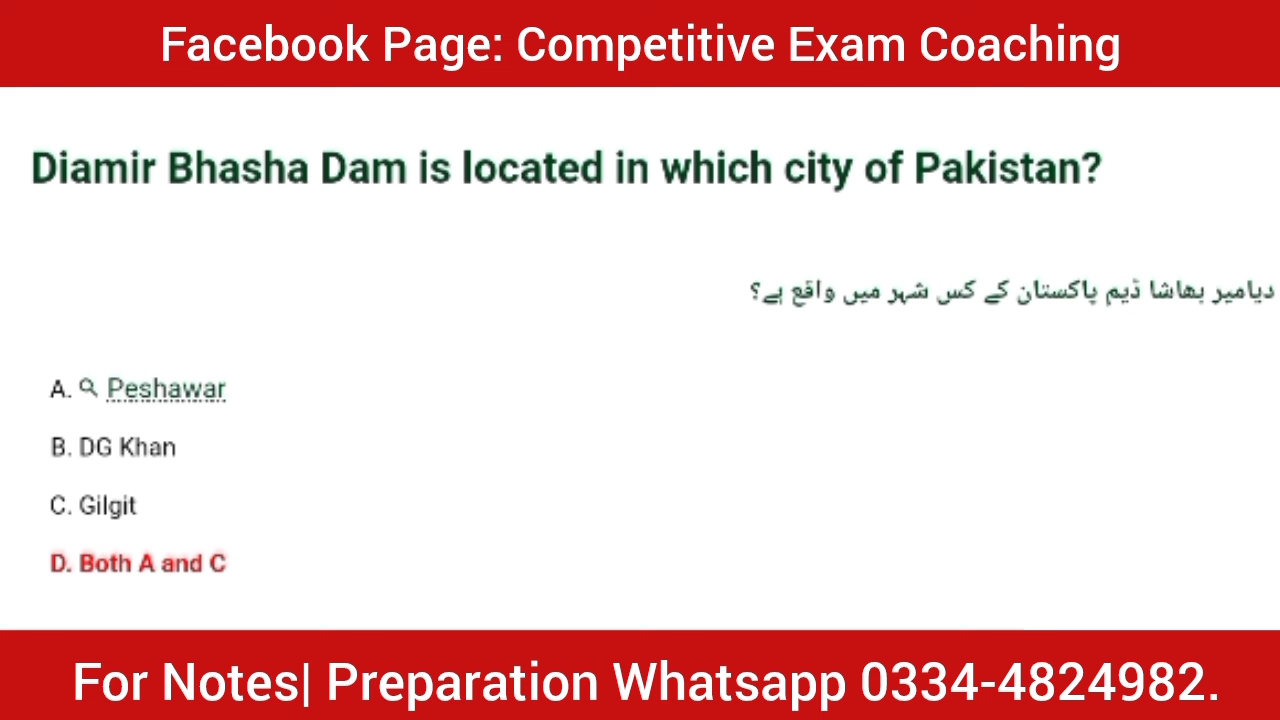 Facebook Page: Competitive Exam Coaching
Diamir Bhasha Dam is located in which city of Pakistan?
دیامیر بھاشا ڈیم پاکستان کے کس شہر میں واقع ہے؟
A. Peshawar
B. DG Khan
C. Gilgit
D. Both A and C
For Notes| Preparation Whatsapp 0334-4824982.